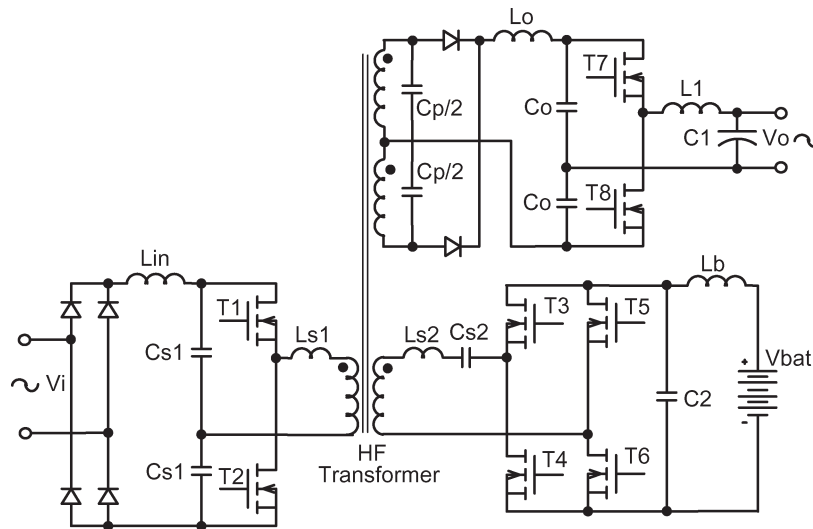 Lo
T7
L1
Cp/2
Co
C1
Vo
Cp/2
Co
T8
Lin
Lb
T1
Ls1
Ls2
Cs2
T3
T5
Cs1
Vi
+
Vbat
-
C2
Cs1
T2
HF
Transformer
T4
T6